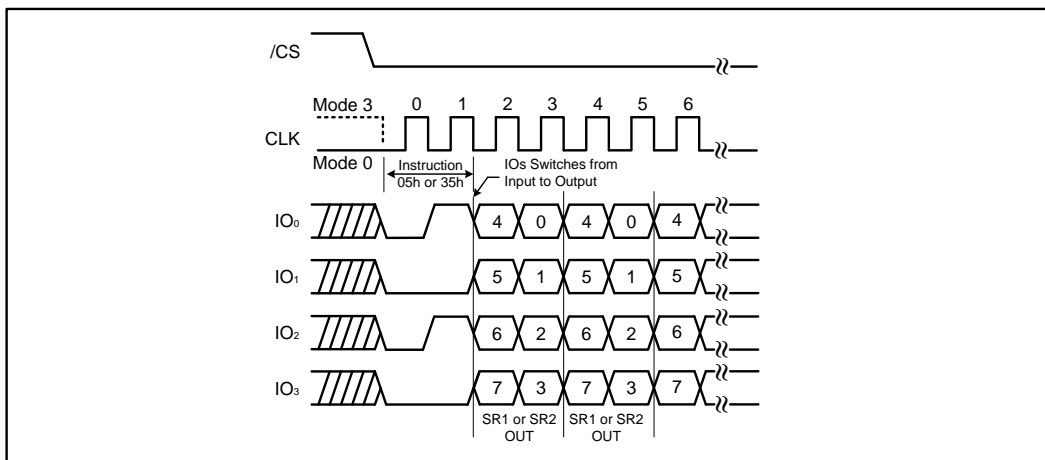 /CS
Mode 3 0 1 2 3 4 5 6
CLK
Mode 0
Instruction
05h or 35h
IOs Switches from
Input to Output
IO₀ 4 0 4 0 4
IO₁ 5 1 5 1 5
IO₂ 6 2 6 2 6
IO₃ 7 3 7 3 7
SR1 or SR2
OUT
SR1 or SR2
OUT